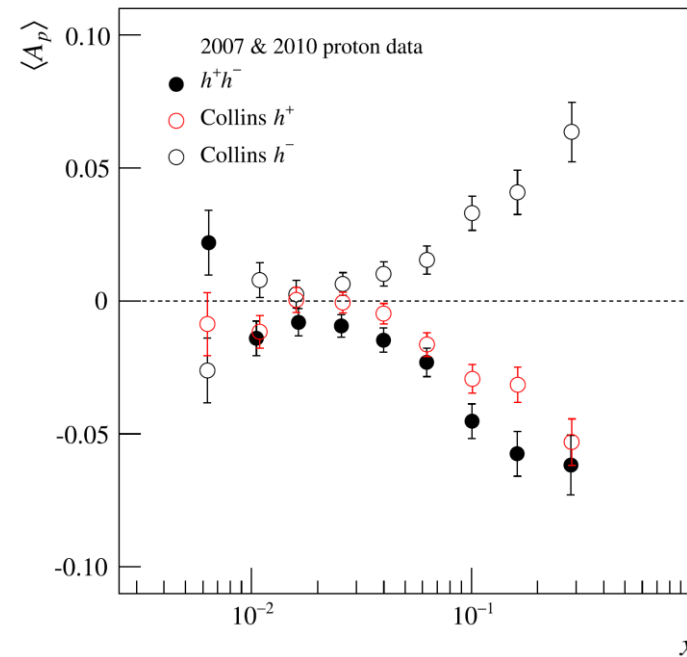 ⟨A_p⟩
0.10
2007 & 2010 proton data
h⁺h⁻
Collins h⁺
Collins h⁻
0.05
0
-0.05
-0.10
10⁻²
10⁻¹